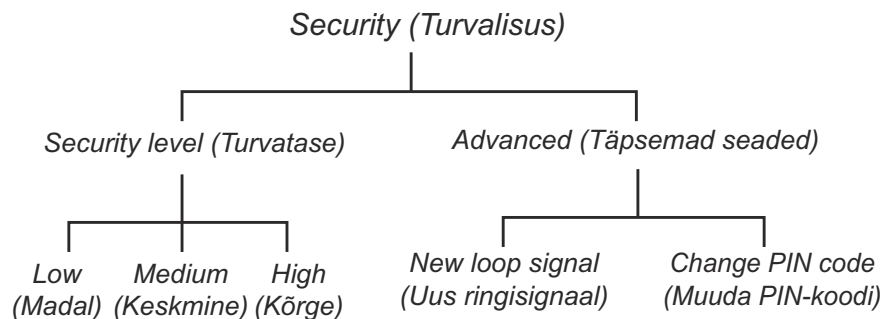 Security (Turvalisus)
Security level (Turvatase)
Advanced (Täpsemad seaded)
Low
(Madal)
Medium
(Keskmine)
High
(Kõrge)
New loop signal
(Uus ringisignaal)
Change PIN code
(Muuda PIN-koodi)